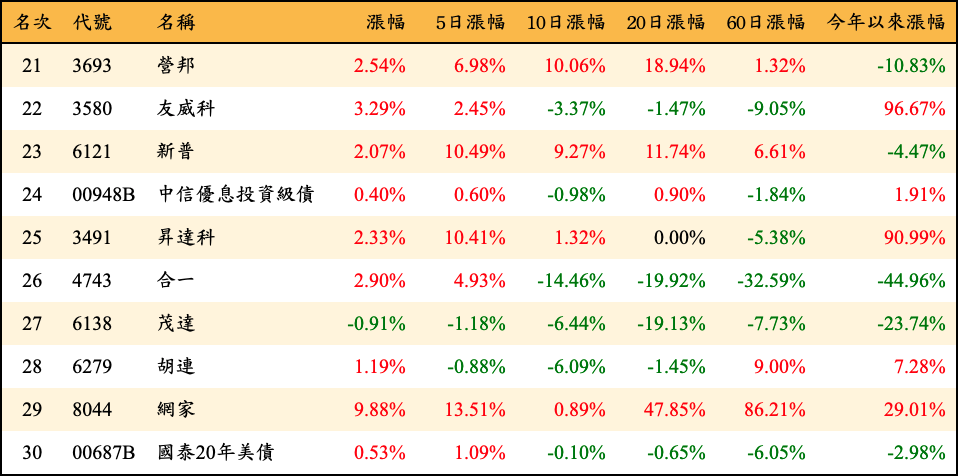 名次 代號 名稱 漲幅 5日漲幅 10日漲幅 20日漲幅 60日漲幅 今年以來漲幅
21 3693 營邦 2.54% 6.98% 10.06% 18.94% 1.32% -10.83%
22 3580 友威科 3.29% 2.45% -3.37% -1.47% -9.05% 96.67%
23 6121 新普 2.07% 10.49% 9.27% 11.74% 6.61% -4.47%
24 00948B 中信優息投資級債 0.40% 0.60% -0.98% 0.90% -1.84% 1.91%
25 3491 昇達科 2.33% 10.41% 1.32% 0.00% -5.38% 90.99%
26 4743 合一 2.90% 4.93% -14.46% -19.92% -32.59% -44.96%
27 6138 茂達 -0.91% -1.18% -6.44% -19.13% -7.73% -23.74%
28 6279 胡連 1.19% -0.88% -6.09% -1.45% 9.00% 7.28%
29 8044 網家 9.88% 13.51% 0.89% 47.85% 86.21% 29.01%
30 00687B 國泰20年美債 0.53% 1.09% -0.10% -0.65% -6.05% -2.98%